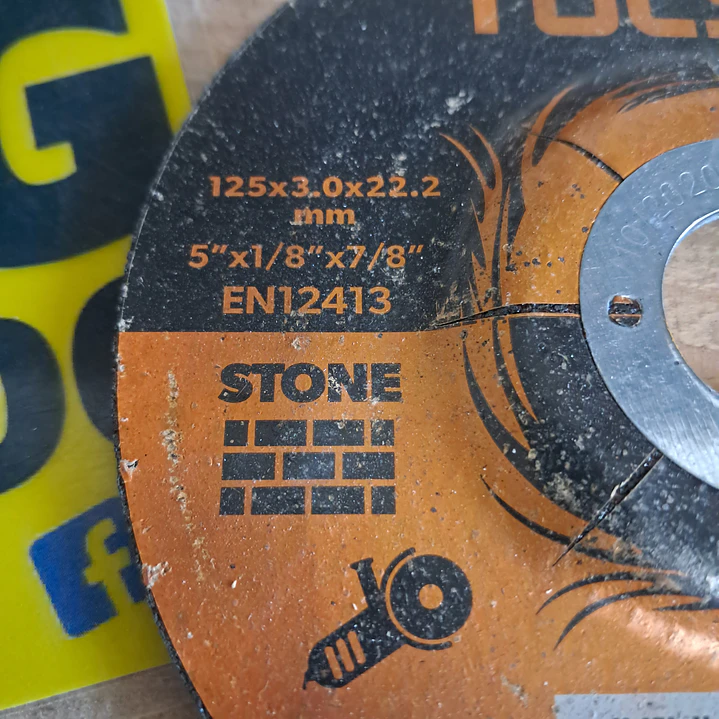 G
125x3.0x22.2
mm
5”x1/8”x7/8”
EN12413
STONE
f